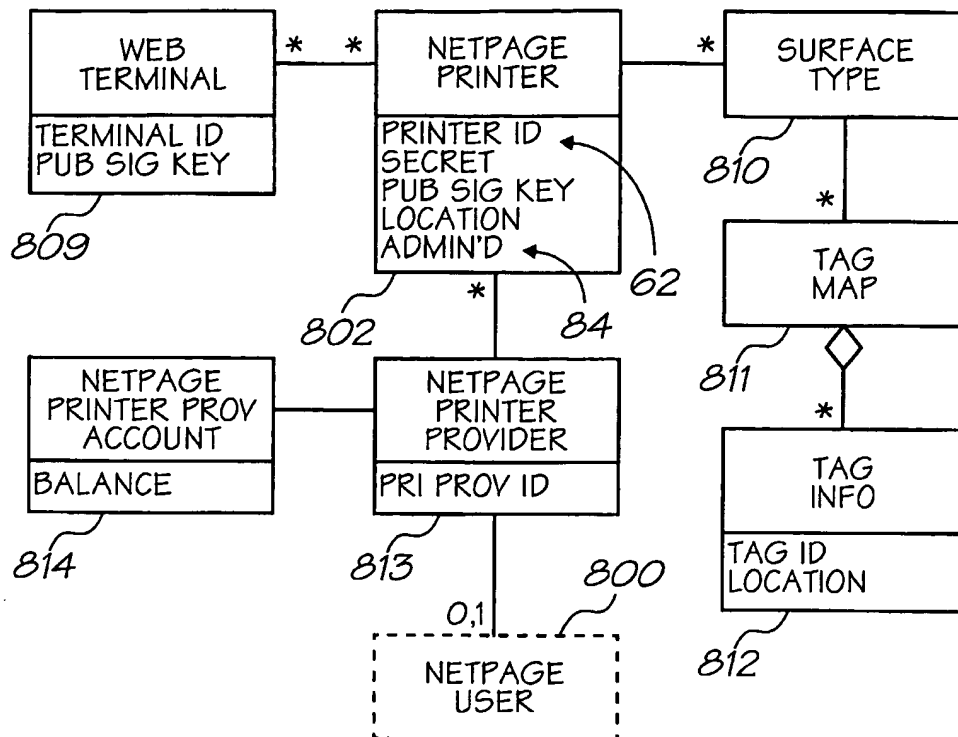 WEB
TERMINAL
TERMINAL ID
PUB SIG KEY
809
* *
NETPAGE
PRINTER
PRINTER ID
SECRET
PUB SIG KEY
LOCATION
ADMIN'D
802
62
84
*
SURFACE
TYPE
810
*
TAG
MAP
811
*
TAG
INFO
TAG ID
LOCATION
812
*
NETPAGE
PRINTER PROV
ACCOUNT
BALANCE
814
NETPAGE
PRINTER
PROVIDER
PRI PROV ID
813
800
0,1
NETPAGE
USER